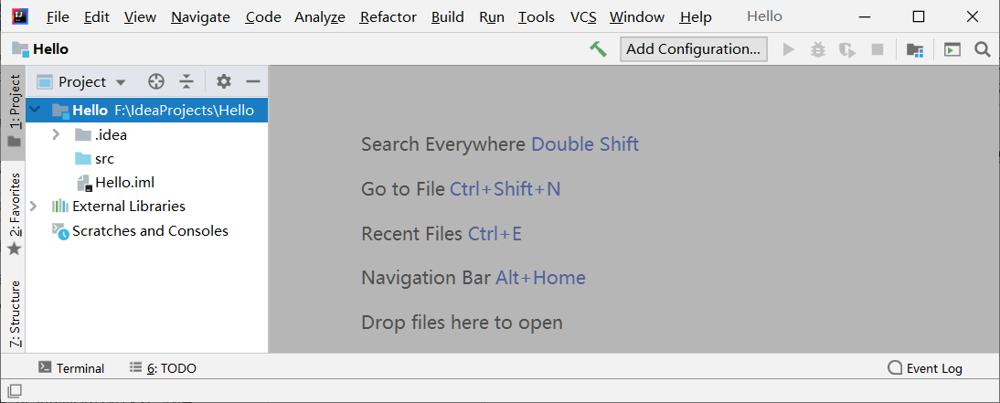 File Edit View Navigate Code Analyze Refactor Build Run Tools VCS Window Help Hello
Hello
Add Configuration...
1: Project
Project
Hello F:\IdeaProjects\Hello
.idea
src
Hello.iml
External Libraries
Scratches and Consoles
2: Favorites
7: Structure
Search Everywhere Double Shift
Go to File Ctrl+Shift+N
Recent Files Ctrl+E
Navigation Bar Alt+Home
Drop files here to open
Terminal
6: TODO
Event Log